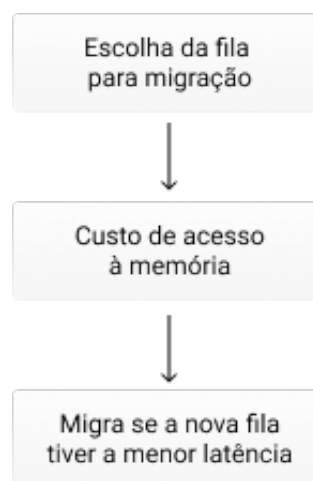 Escolha da fila
para migração
Custo de acesso
à memória
Migra se a nova fila
tiver a menor latência